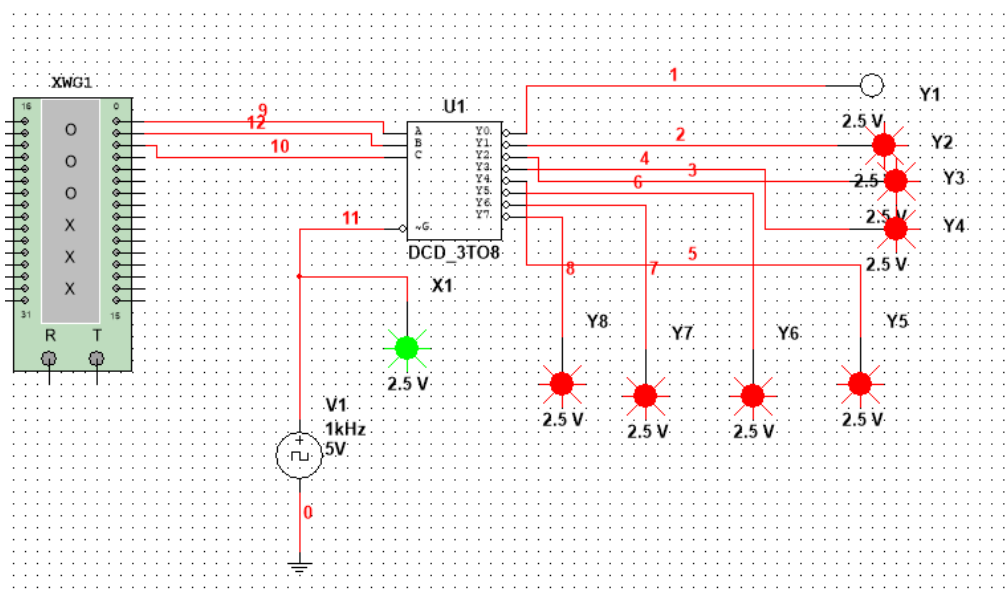 XWG1
16 0
O
O
O
X
X
X
31 15
R T
9
12
10
11
U1
A
B
C
~G
Y0
Y1
Y2
Y3
Y4
Y5
Y6
Y7
DCD_3TO8
X1
2.5 V
V1
1kHz
5V
0
1
2
4
3
6
5
8
7
Y1
2.5 V
Y2
2.5 V
Y3
2.5 V
Y4
2.5 V
Y8
2.5 V
Y7
2.5 V
Y6
2.5 V
Y5
2.5 V